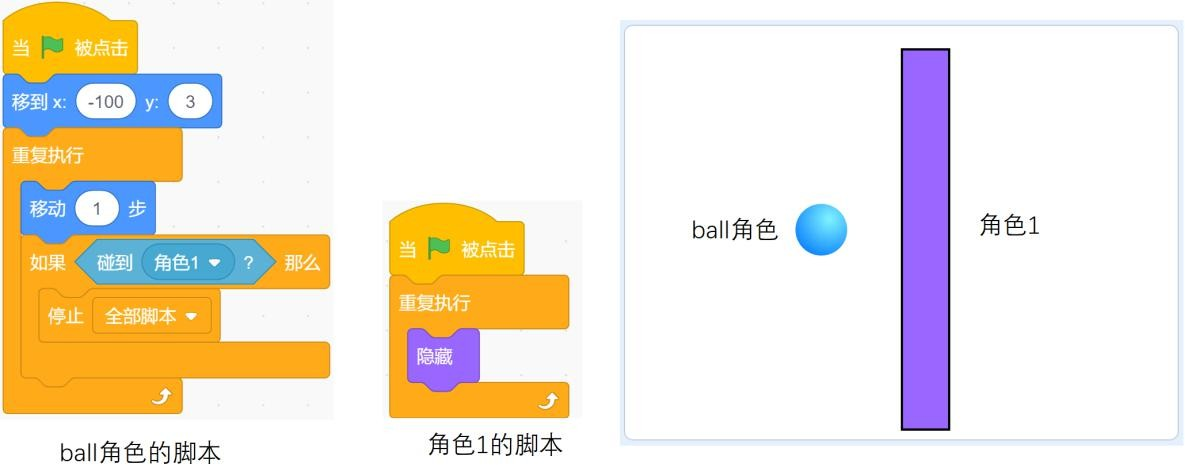 当 被点击
移到 x: -100 y: 3
重复执行
移动 1 步
如果 碰到 角色1 ? 那么
停止 全部脚本
ball角色的脚本
当 被点击
重复执行
隐藏
角色1的脚本
ball角色
角色1